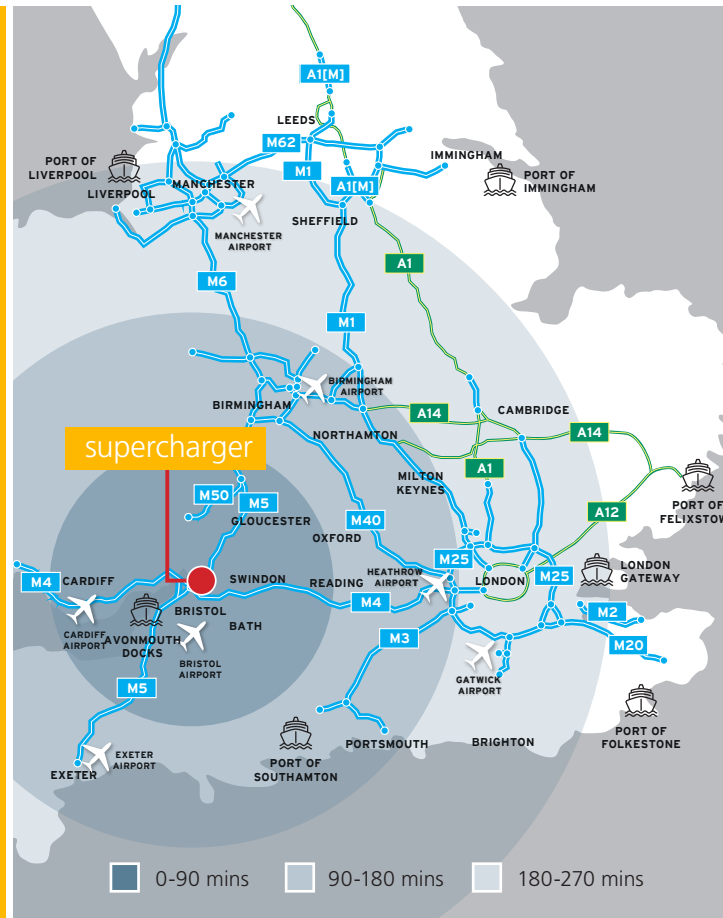 A1[M]
LEEDS
M62
PORT OF
LIVERPOOL
IMMINGHAM
M1
PORT OF
IMMINGHAM
MANCHESTER
A1[M]
LIVERPOOL
SHEFFIELD
MANCHESTER
AIRPORT
A1
M6
M1
BIRMINGHAM
AIRPORT
BIRMINGHAM
A14
CAMBRIDGE
NORTHAMTON
A14
supercharger
A1
MILTON
KEYNES
M50
M5
PORT OF
FELIXSTOW
A12
GLOUCESTER
M40
OXFORD
M25
LONDON
GATEWAY
M4
CARDIFF
SWINDON
READING
HEATHROW
AIRPORT
LONDON
M25
M4
BRISTOL
M2
CARDIFF
AIRPORT
AVONMOUTH
DOCKS
BATH
M3
M20
BRISTOL
AIRPORT
GATWICK
AIRPORT
M5
EXETER
AIRPORT
EXETER
PORT OF
SOUTHAMTON
PORTSMOUTH
BRIGHTON
PORT OF
FOLKESTONE
0-90 mins
90-180 mins
180-270 mins